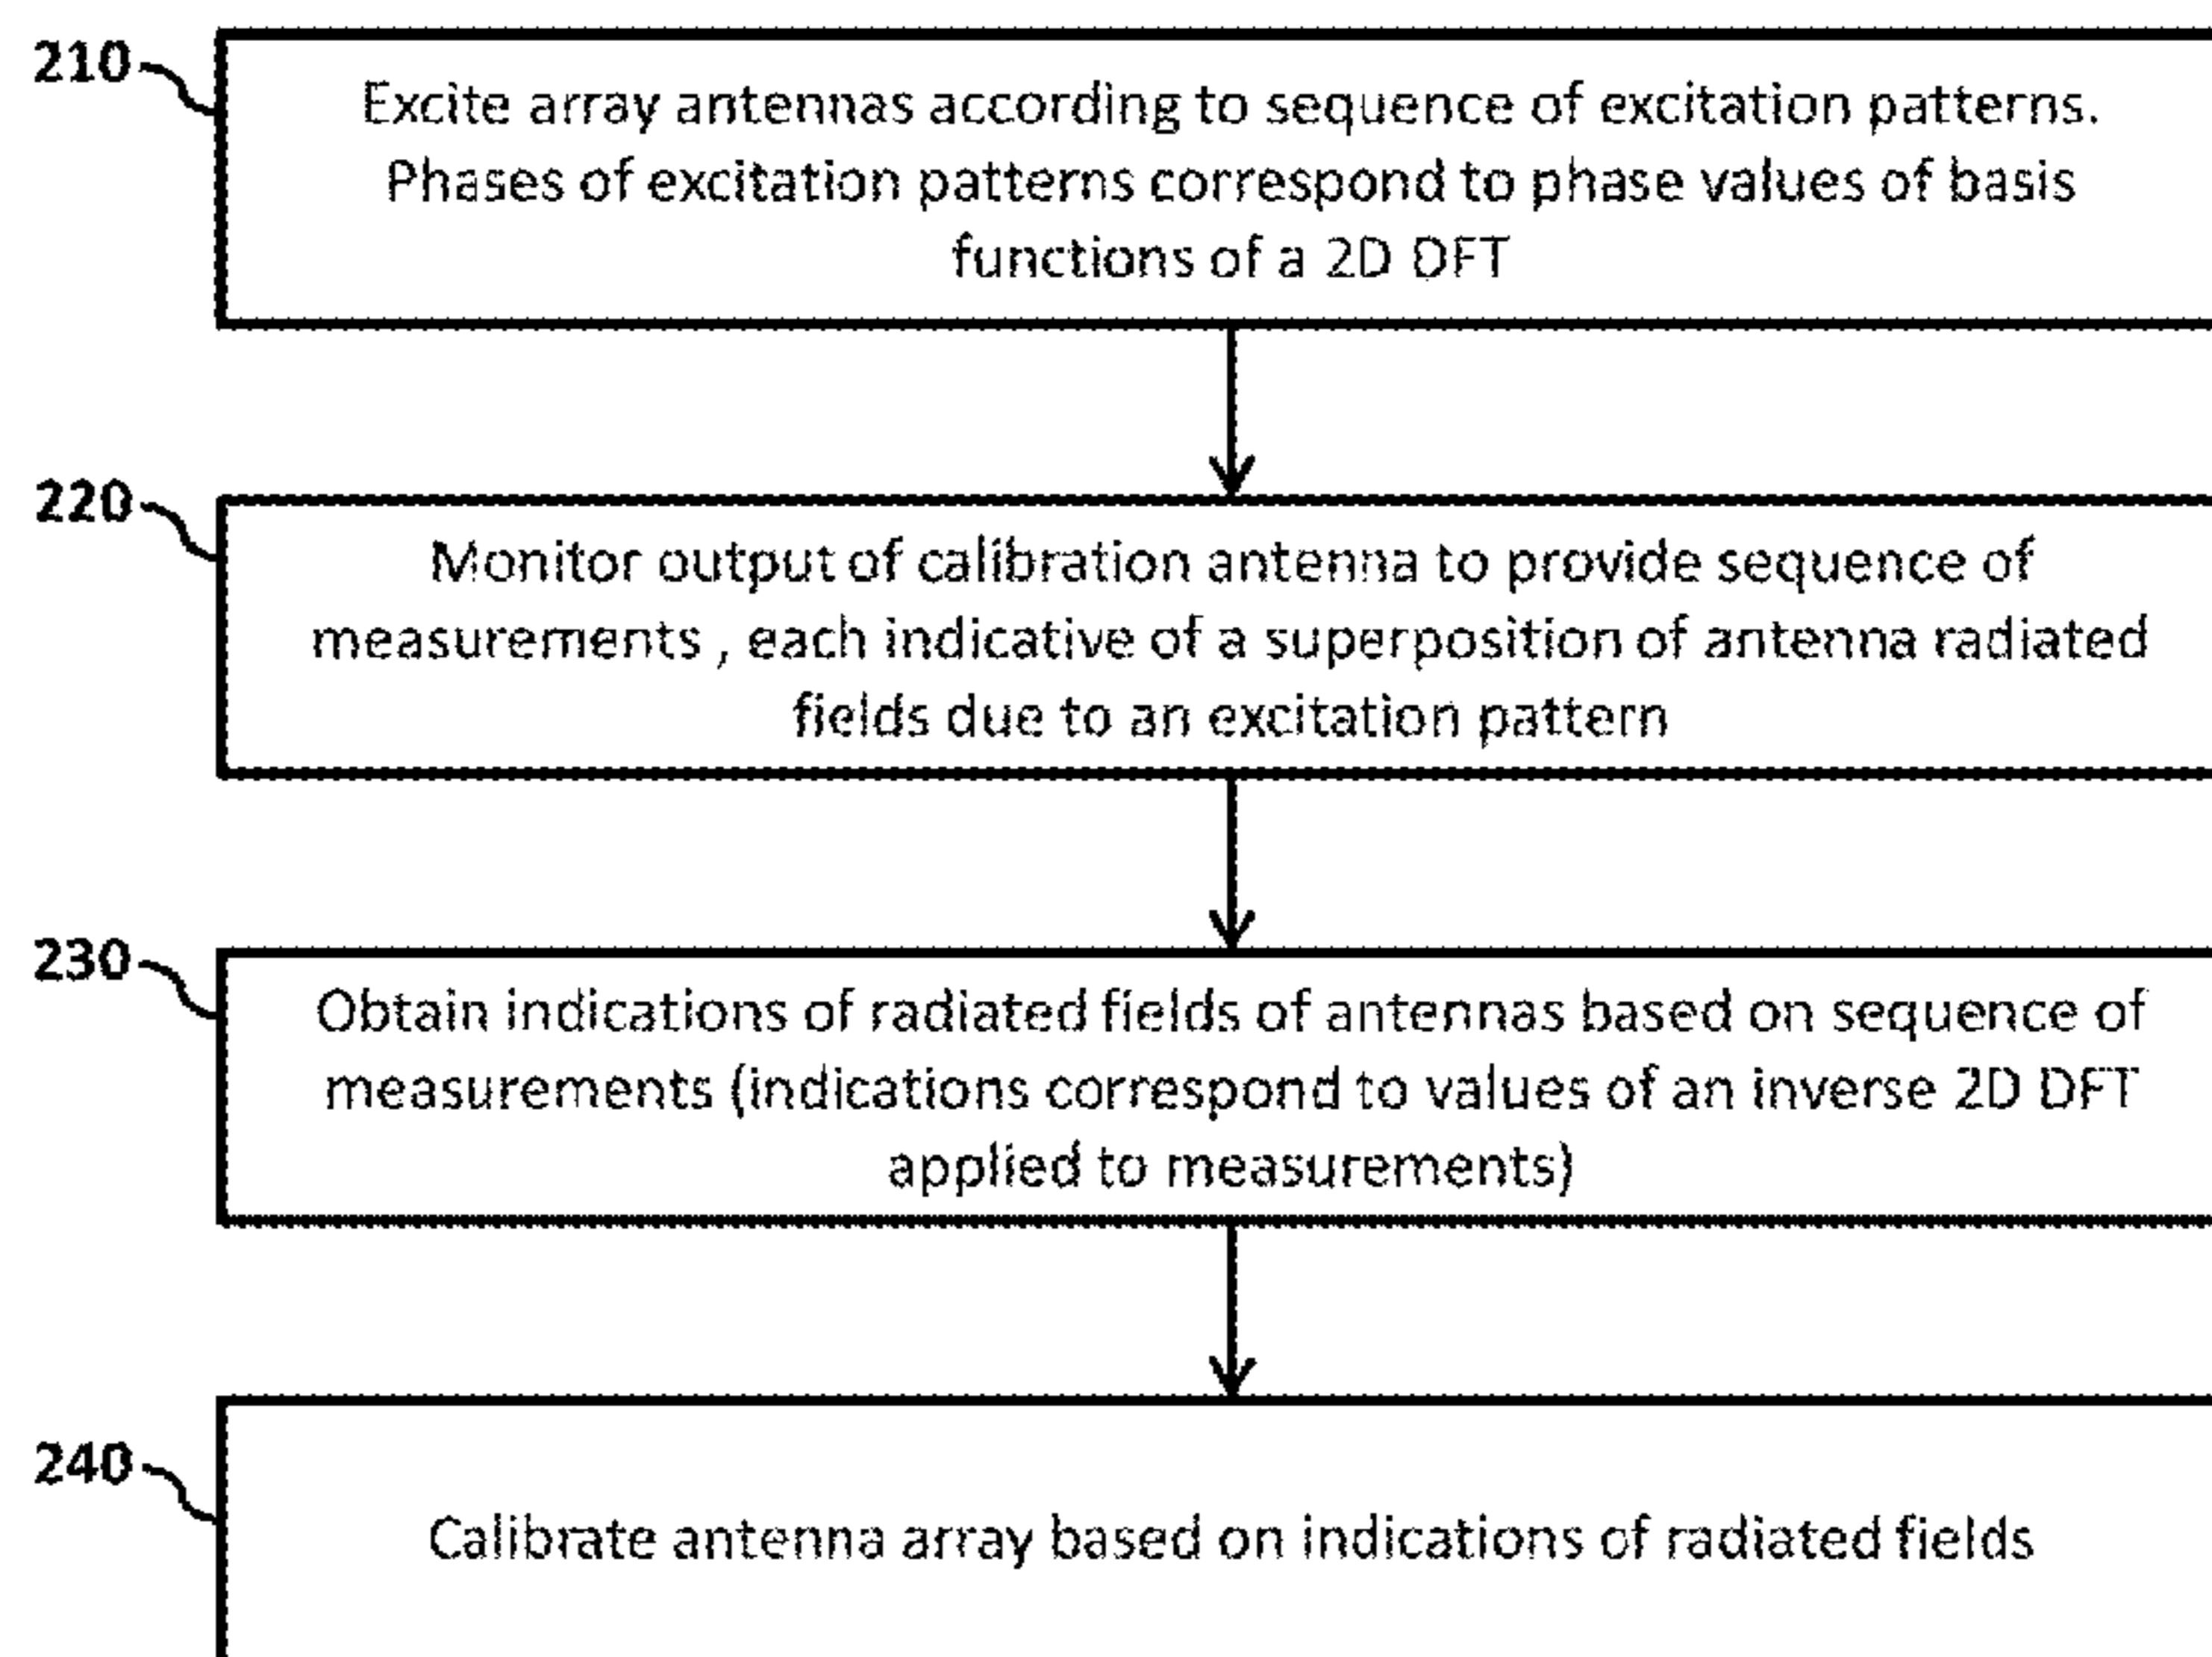 210
Excite array antennas according to sequence of excitation patterns.
Phases of excitation patterns correspond to phase values of basis
functions of a 2D DFT
220
Monitor output of calibration antenna to provide sequence of
measurements , each indicative of a superposition of antenna radiated
fields due to an excitation pattern
230
Obtain indications of radiated fields of antennas based on sequence of
measurements (indications correspond to values of an inverse 2D DFT
applied to measurements)
240
Calibrate antenna array based on indications of radiated fields